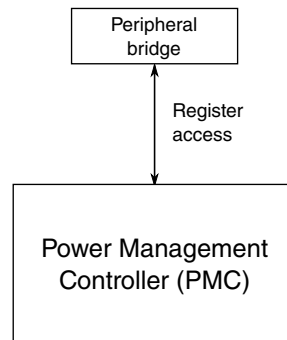 Peripheral
bridge
Register
access
Power Management
Controller (PMC)